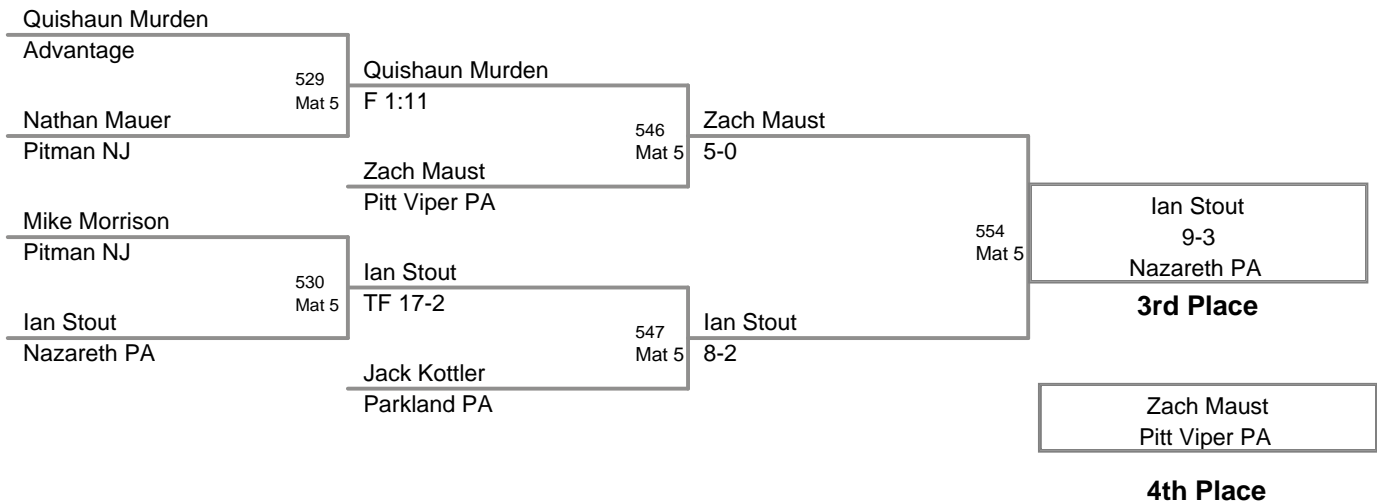 Quishaun Murden
Advantage
529
Mat 5
Nathan Mauer
Pitman NJ
Quishaun Murden
F 1:11
546
Mat 5
Zach Maust
Pitt Viper PA
Zach Maust
5-0
Mike Morrison
Pitman NJ
530
Mat 5
Ian Stout
Nazareth PA
Ian Stout
TF 17-2
547
Mat 5
Jack Kottler
Parkland PA
Ian Stout
8-2
554
Mat 5
Ian Stout
9-3
Nazareth PA
3rd Place
Zach Maust
Pitt Viper PA
4th Place